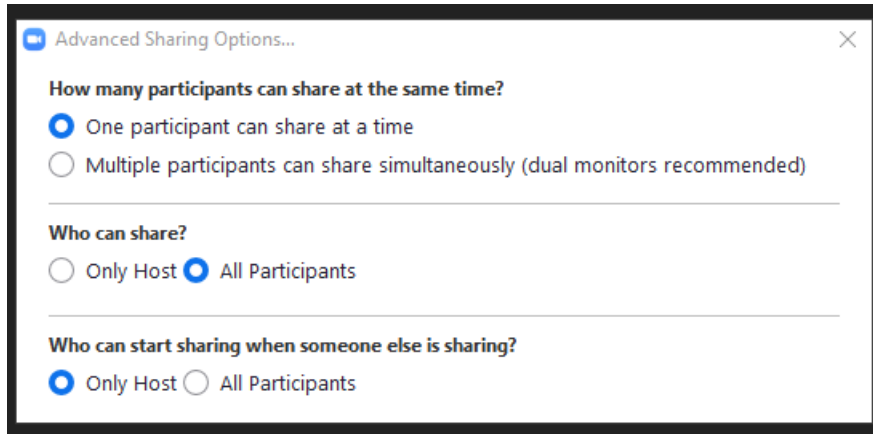 Advanced Sharing Options...
How many participants can share at the same time?
One participant can share at a time
Multiple participants can share simultaneously (dual monitors recommended)
Who can share?
Only Host All Participants
Who can start sharing when someone else is sharing?
Only Host All Participants